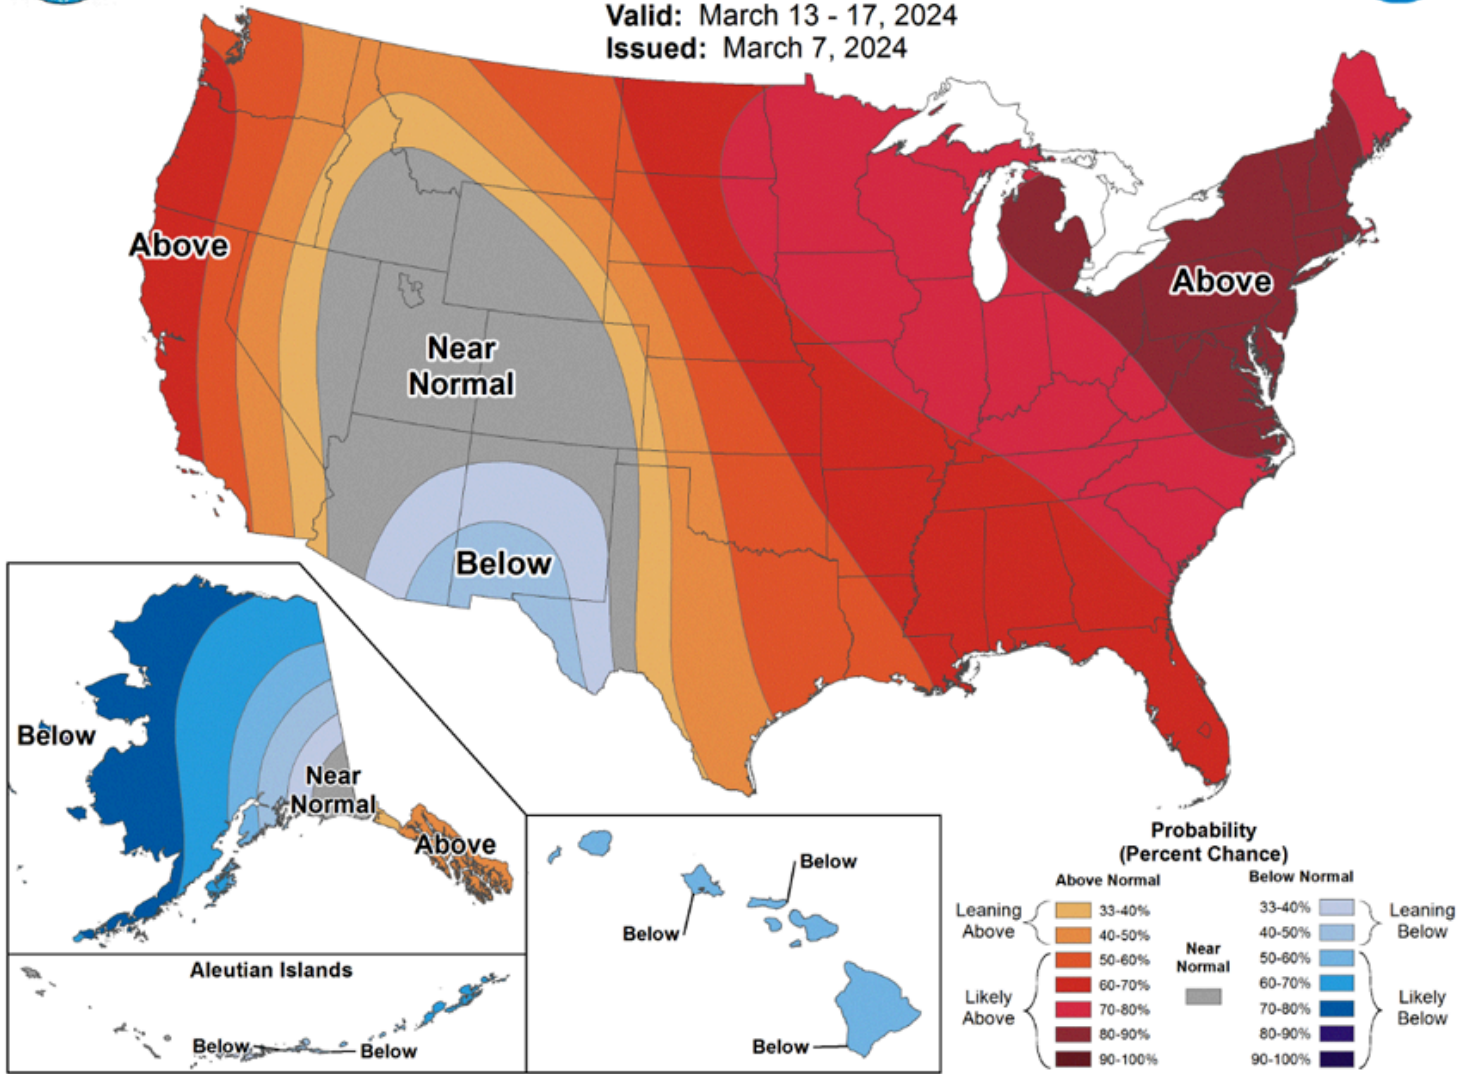 Valid: March 13 - 17, 2024
Issued: March 7, 2024
Above
Near
Normal
Above
Below
Below
Near
Normal
Above
Aleutian Islands
Below
Below
Below
Below
Below
Probability
(Percent Chance)
Above Normal
Below Normal
Leaning
Above
33-40%
40-50%
Likely
Above
50-60%
60-70%
70-80%
80-90%
90-100%
Near
Normal
33-40%
40-50%
Leaning
Below
50-60%
60-70%
70-80%
80-90%
90-100%
Likely
Below